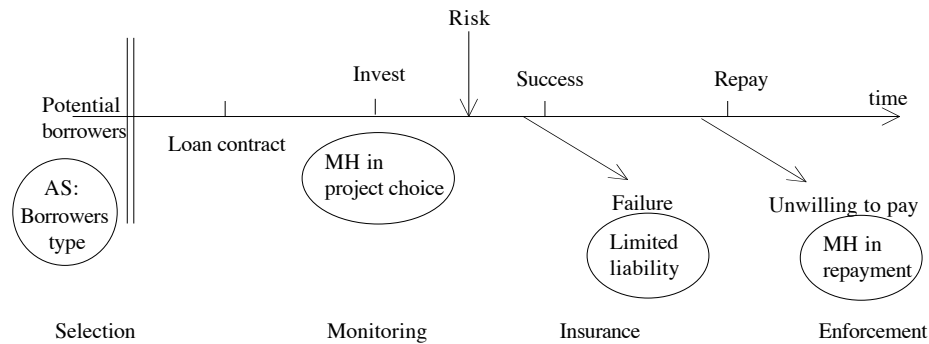 Risk
Invest
Success
Repay
time
Potential
borrowers
Loan contract
AS:
Borrowers
type
MH in
project choice
Failure
Limited
liability
Unwilling to pay
MH in
repayment
Selection
Monitoring
Insurance
Enforcement